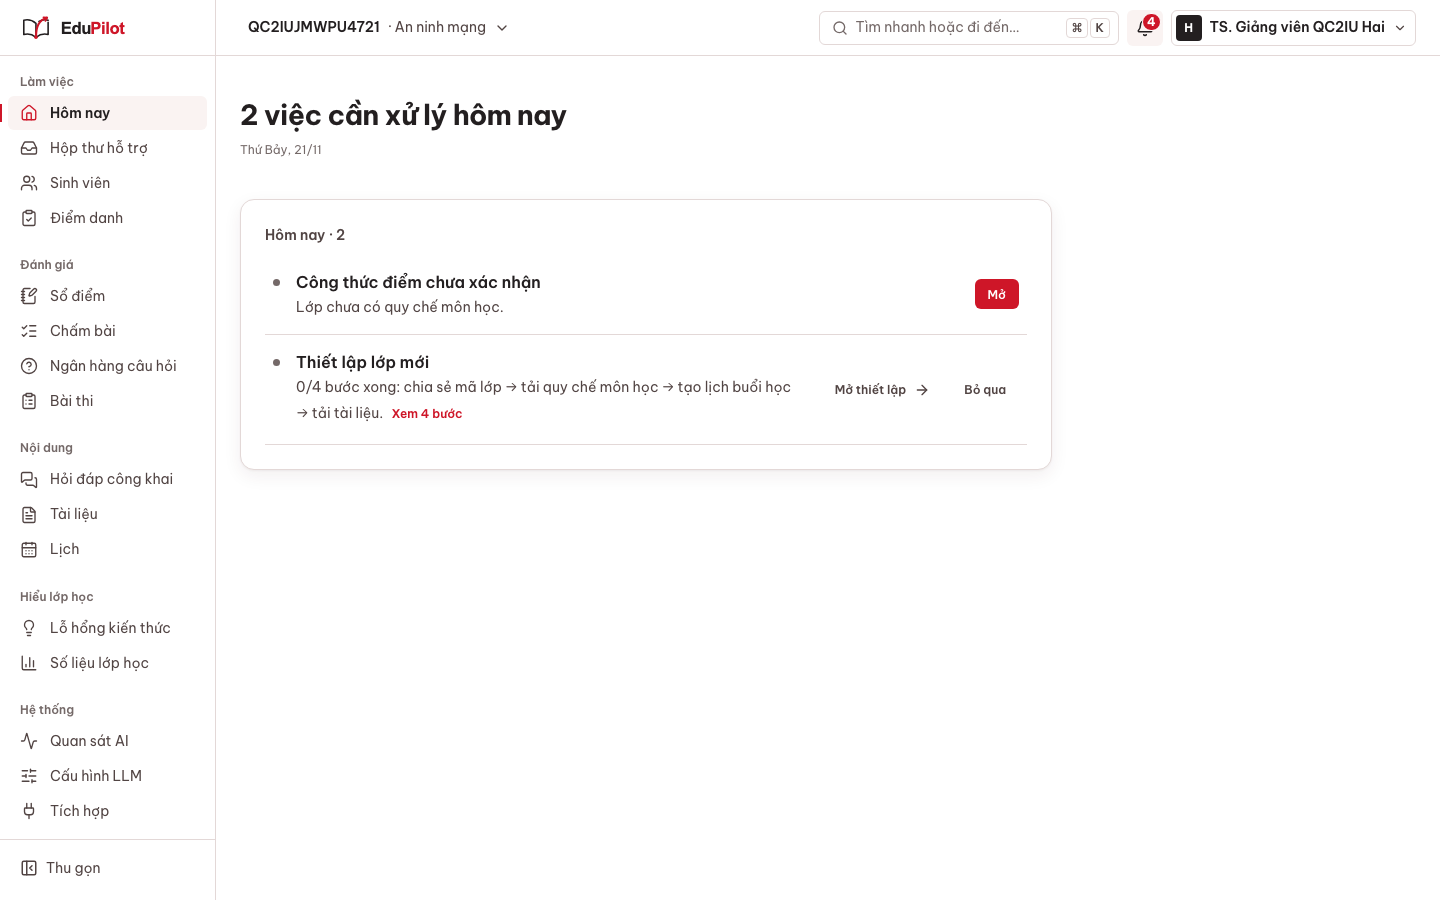 EduPilot
QC2IUJMWPU4721 · An ninh mạng
Tìm nhanh hoặc đi đến...
⌘ K
4
H
TS. Giảng viên QC2IU Hai
Làm việc
Hôm nay
Hộp thư hỗ trợ
Sinh viên
Điểm danh
Đánh giá
Sổ điểm
Chấm bài
Ngân hàng câu hỏi
Bài thi
Nội dung
Hỏi đáp công khai
Tài liệu
Lịch
Hiểu lớp học
Lỗ hổng kiến thức
Số liệu lớp học
Hệ thống
Quan sát AI
Cấu hình LLM
Tích hợp
Thu gọn
2 việc cần xử lý hôm nay
Thứ Bảy, 21/11
Hôm nay · 2
Công thức điểm chưa xác nhận
Lớp chưa có quy chế môn học.
Mở
Thiết lập lớp mới
0/4 bước xong: chia sẻ mã lớp → tải quy chế môn học → tạo lịch buổi học
→ tải tài liệu. Xem 4 bước
Mở thiết lập →
Bỏ qua